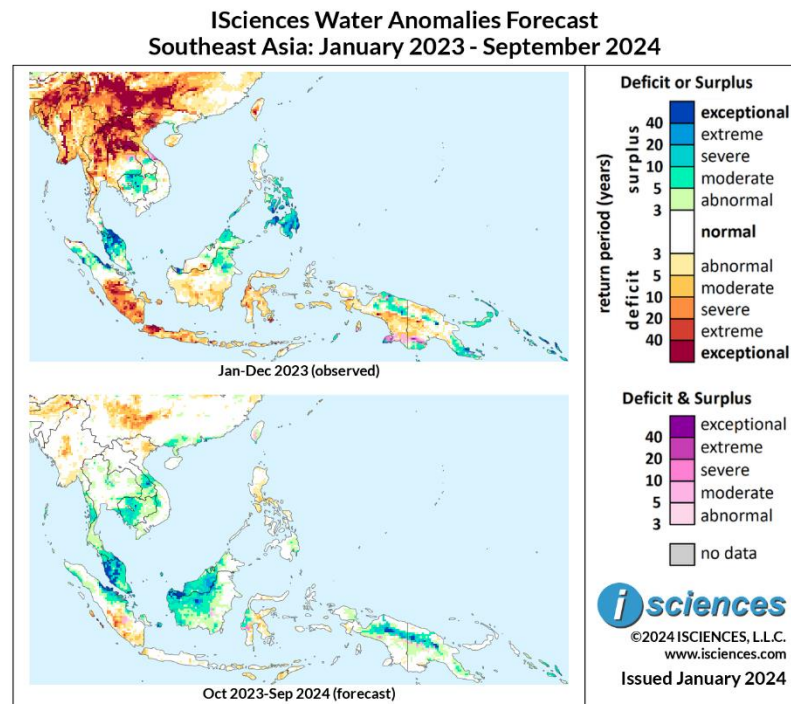 ISciences Water Anomalies Forecast
Southeast Asia: January 2023 - September 2024
Jan-Dec 2023 (observed)
Oct 2023-Sep 2024 (forecast)
Deficit or Surplus
return period (years)
surplus
deficit
exceptional
40
extreme
20
severe
10
moderate
5
abnormal
3
normal
3
abnormal
5
moderate
10
severe
20
extreme
40
exceptional
Deficit & Surplus
exceptional
40
extreme
20
severe
10
moderate
5
abnormal
3
no data
i sciences
©2024 ISCIENCES, L.L.C.
www.isciences.com
Issued January 2024